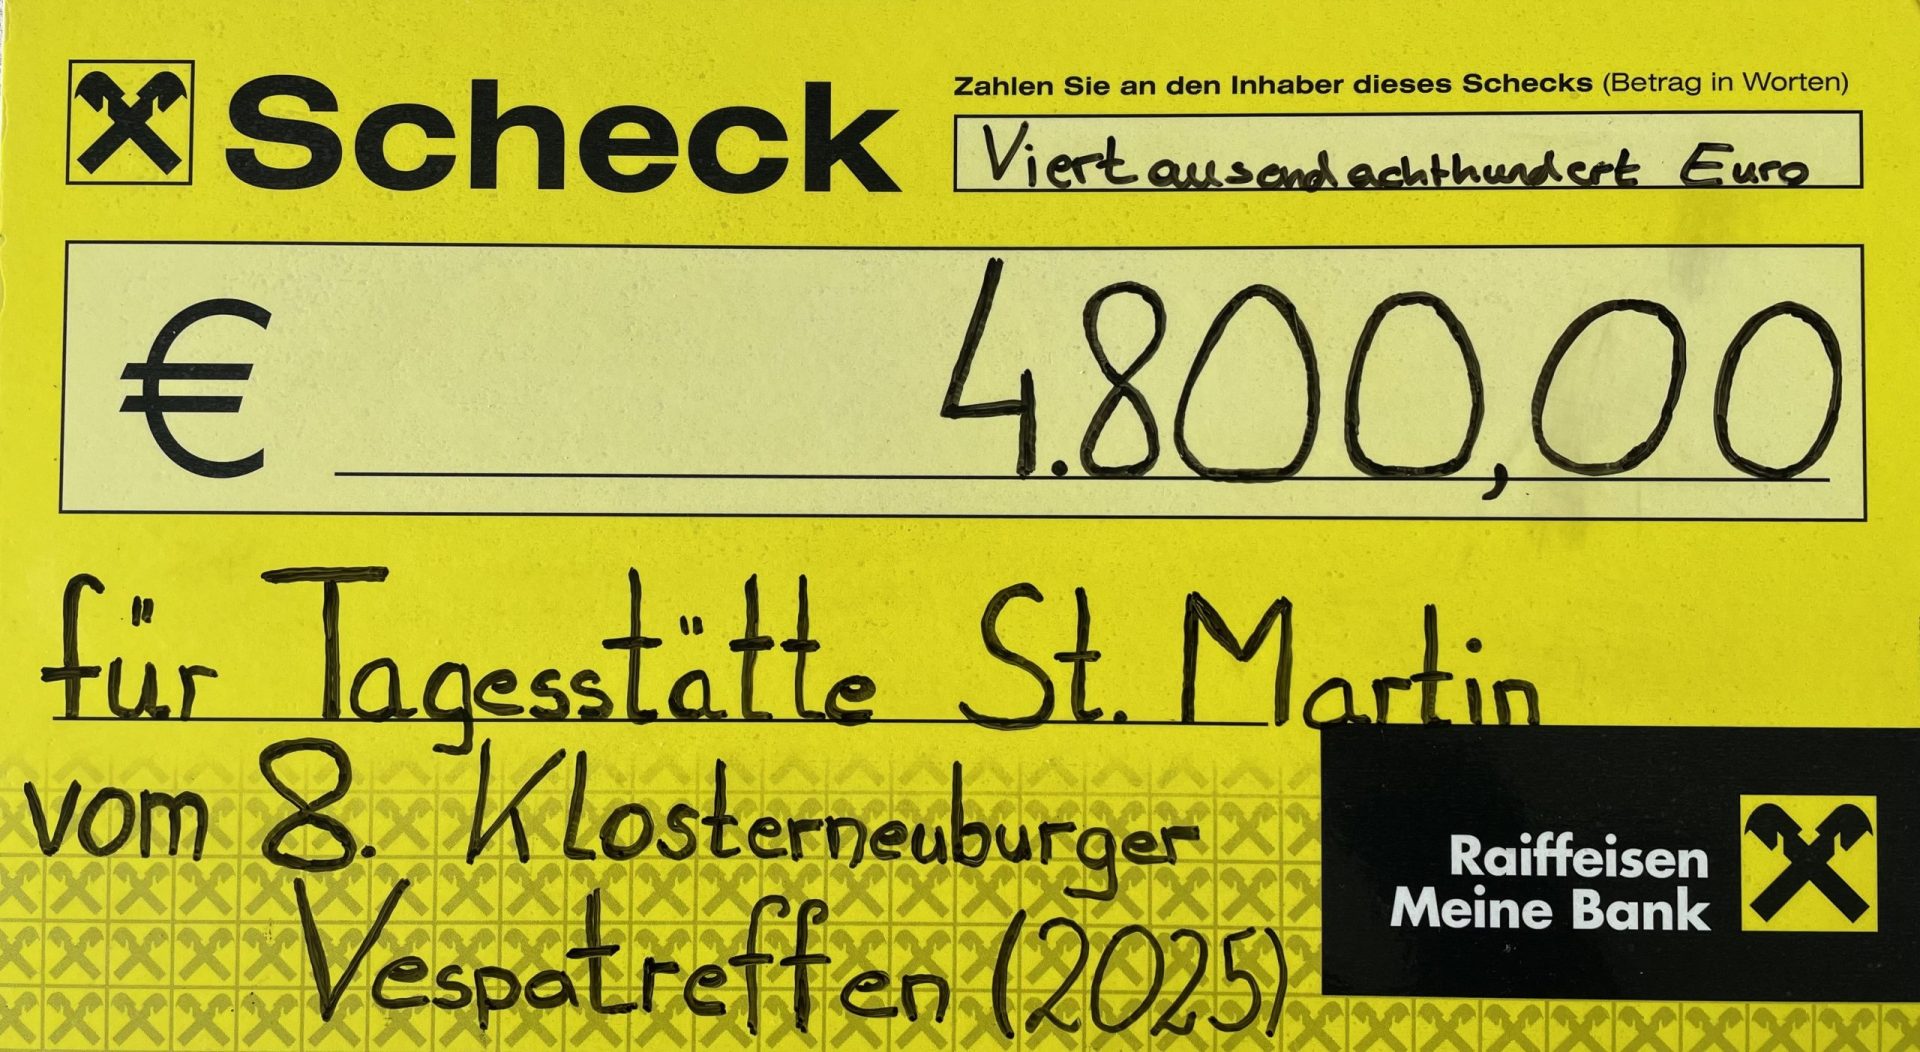 Scheck
Zahlen Sie an den Inhaber dieses Schecks (Betrag in Worten)
Viertausendachthundert Euro
€ 4.800,00
für Tagesstätte St. Martin
vom 8. Klosterneuburger
Vespatreffen (2025)
Raiffeisen
Meine Bank